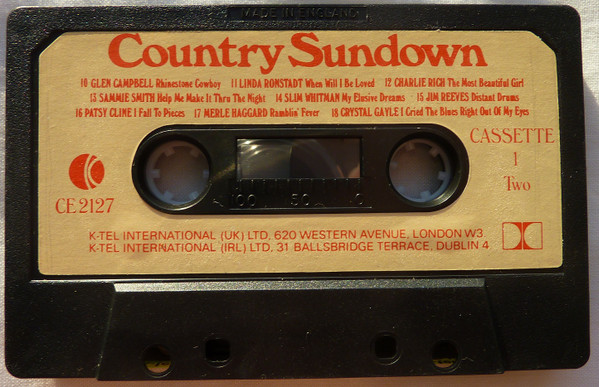 MADE IN ENGLAND
Country Sundown
10 GLEN CAMPBELL Rhinestone Cowboy 11 LINDA RONSTADT When Will I Be Loved 12 CHARLIE RICH The Most Beautiful Girl
13 SAMMIE SMITH Help Me Make It Thru The Night 14 SLIM WHITMAN My Elusive Dreams 15 JIM REEVES Distant Drums
16 PATSY CLINE I Fall To Pieces 17 MERLE HAGGARD Ramblin' Fever 18 CRYSTAL GAYLE I Cried The Blues Right Out Of My Eyes
CASSETTE
1
Two
CE 2127
100 50 0
K-TEL INTERNATIONAL (UK) LTD, 620 WESTERN AVENUE, LONDON W3.
K-TEL INTERNATIONAL (IRL) LTD, 31 BALLSBRIDGE TERRACE, DUBLIN 4